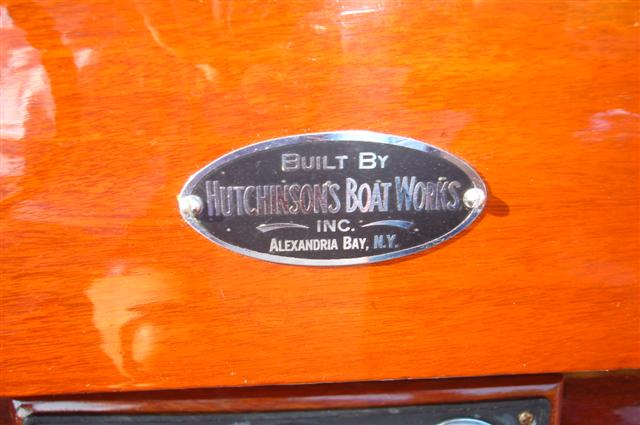 Built By
Hutchinson's Boat Works
INC.
Alexandria Bay, N.Y.